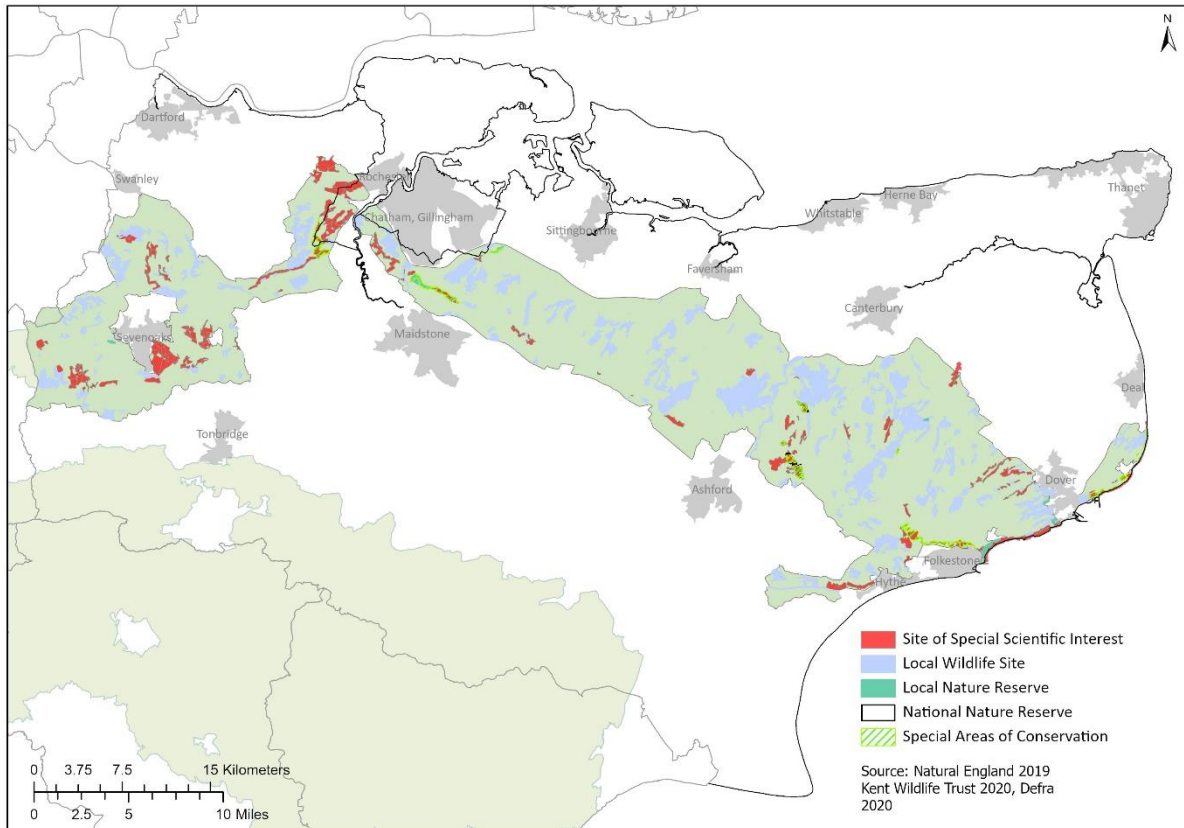 N
Dartford
Swanley
Rochester
Chatham, Gillingham
Sittingbourne
Whitstable
Herne Bay
Thanet
Faversham
Canterbury
Sevenoaks
Maidstone
Deal
Tonbridge
Ashford
Dover
Folkestone
Hythe
Site of Special Scientific Interest
Local Wildlife Site
Local Nature Reserve
National Nature Reserve
Special Areas of Conservation
Source: Natural England 2019
Kent Wildlife Trust 2020, Defra
2020
0 3.75 7.5 15 Kilometers
0 2.5 5 10 Miles